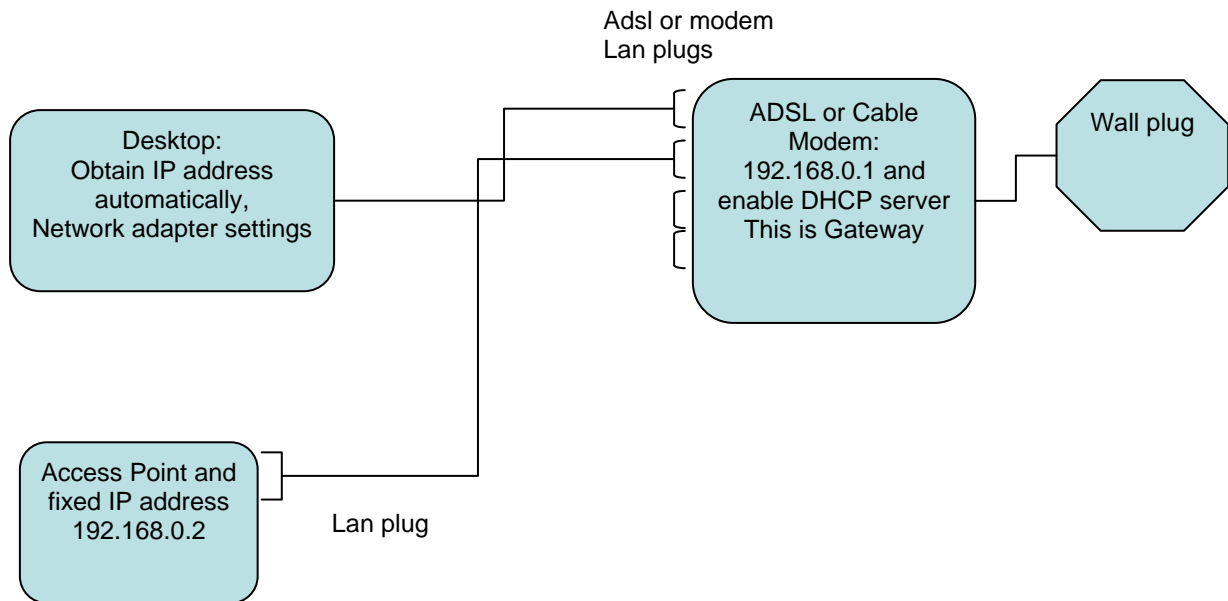 Adsl or modem
Lan plugs
Desktop:
Obtain IP address
automatically,
Network adapter settings
ADSL or Cable
Modem:
192.168.0.1 and
enable DHCP server
This is Gateway
Wall plug
Access Point and
fixed IP address
192.168.0.2
Lan plug